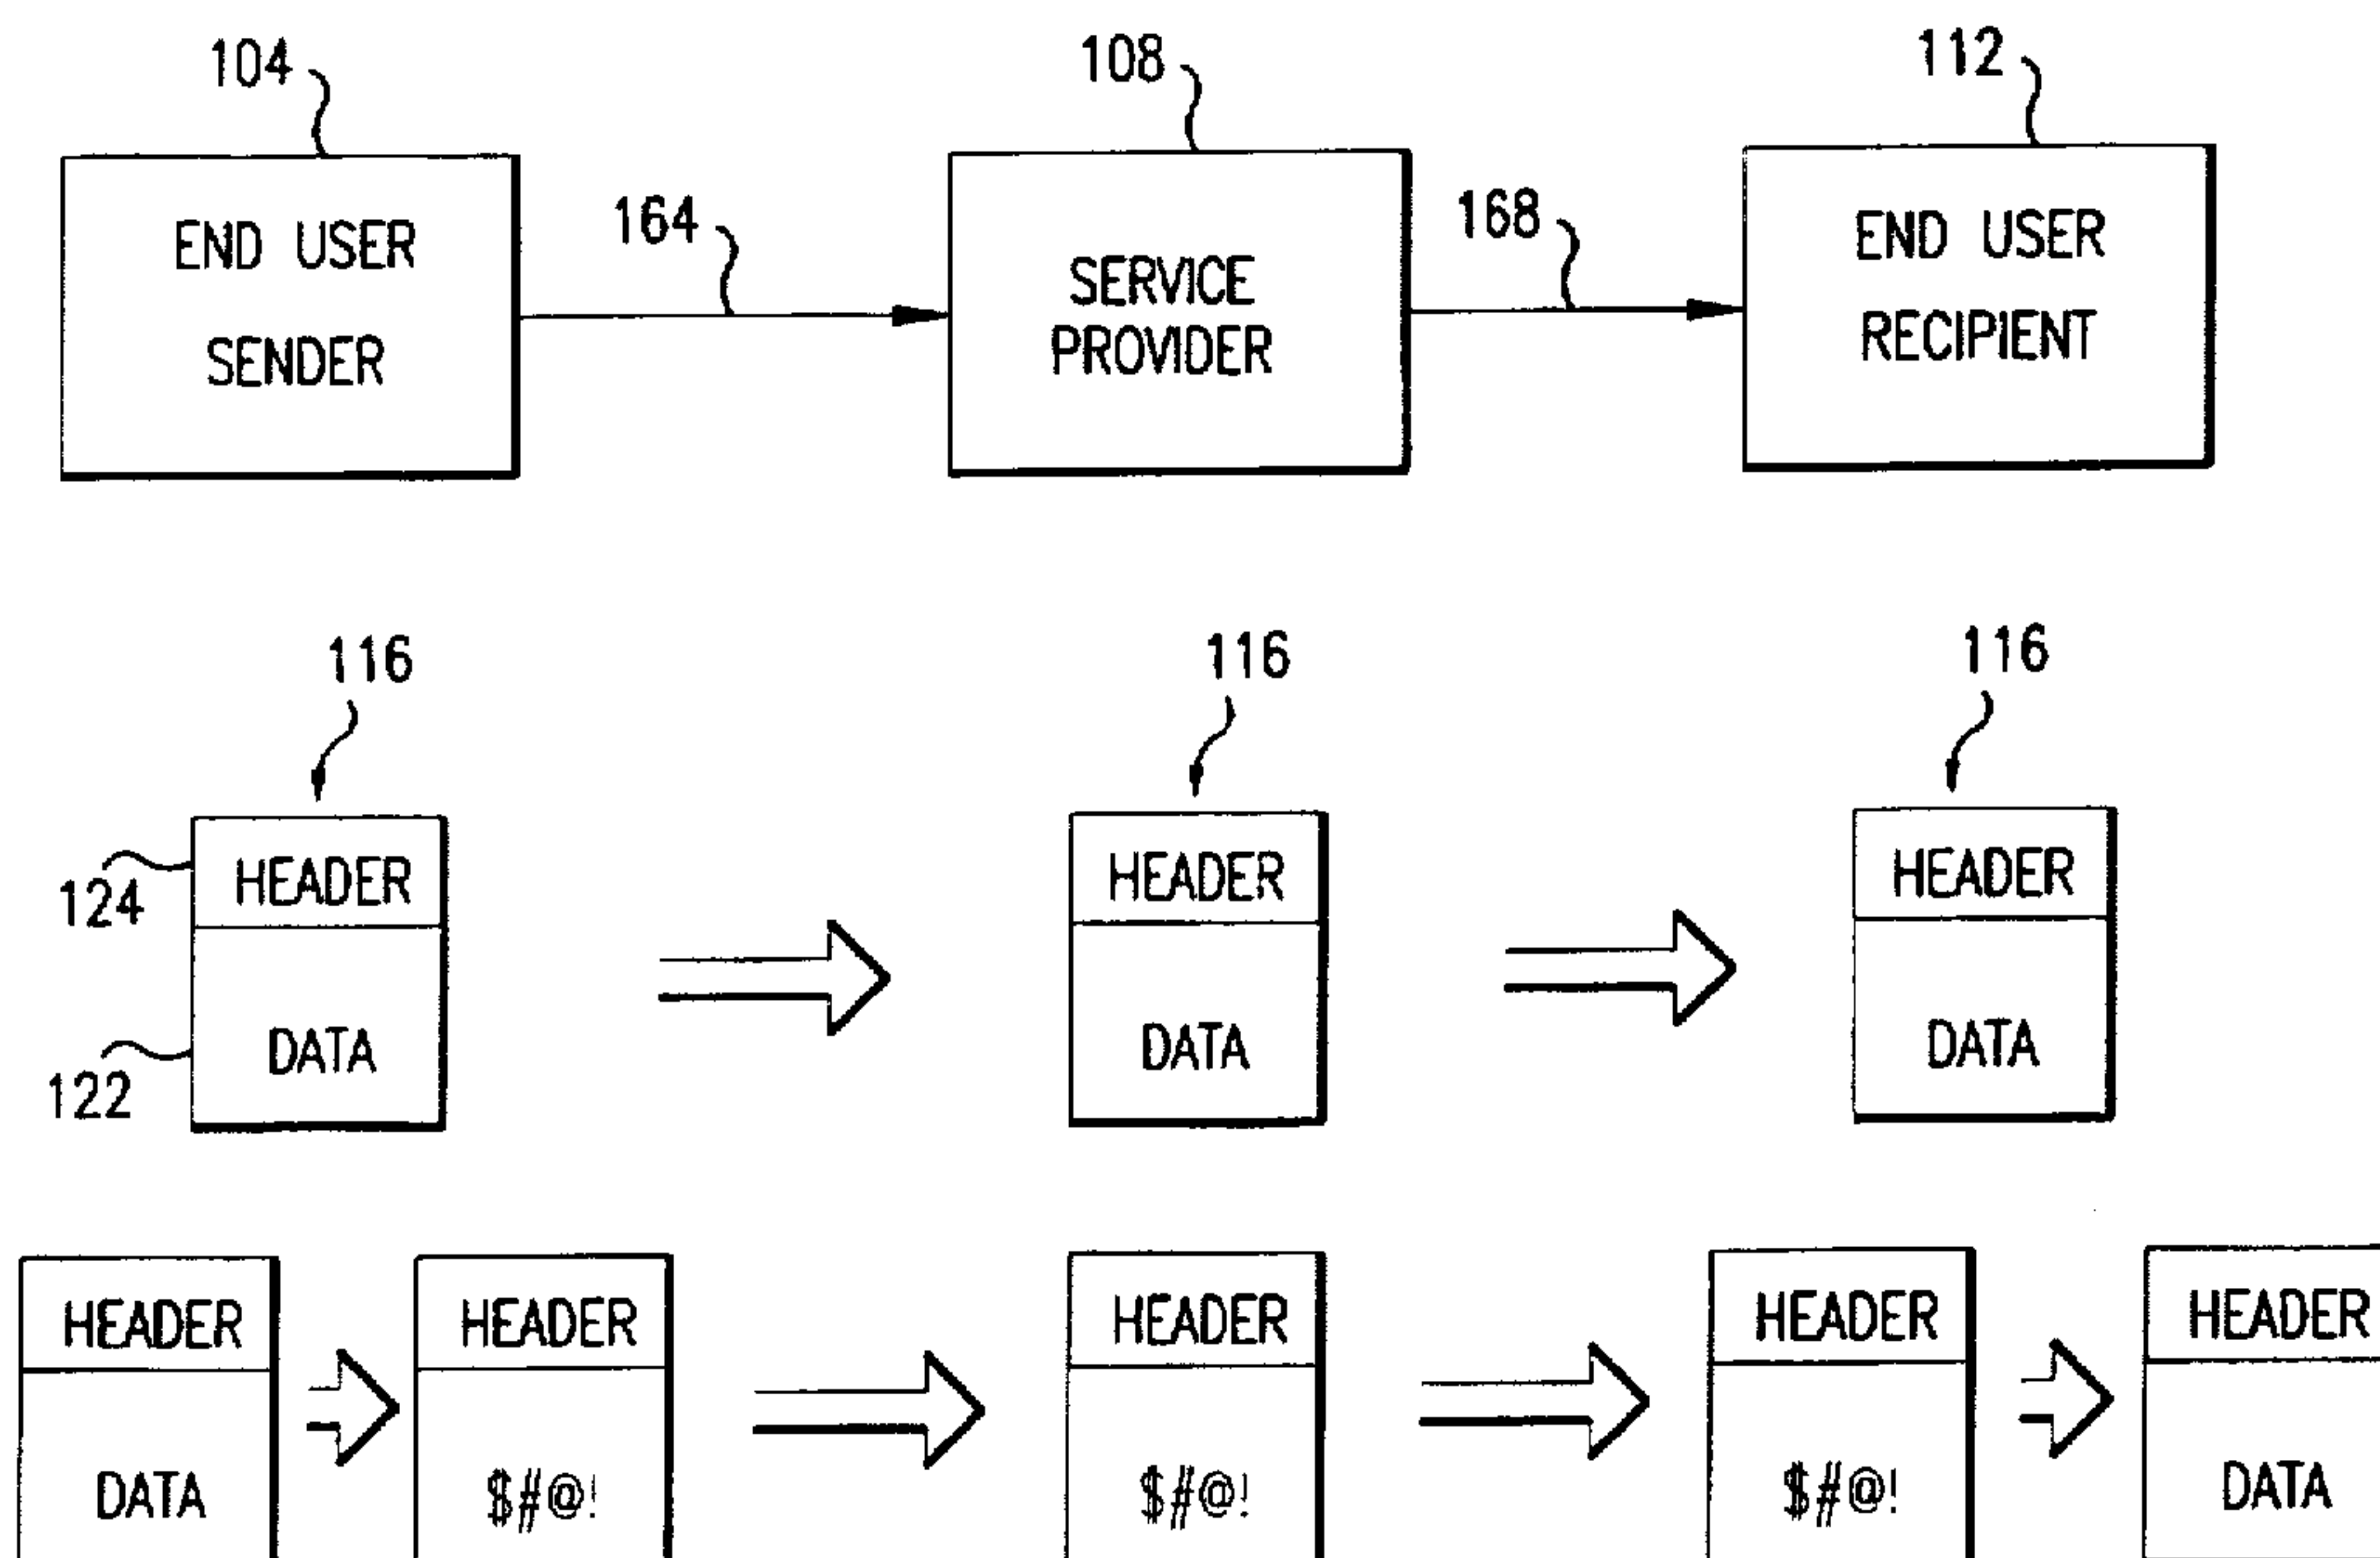 104
108
112
END USER
SENDER
164
SERVICE
PROVIDER
168
END USER
RECIPIENT
116
116
116
124
HEADER
HEADER
HEADER
122
DATA
DATA
DATA
HEADER
HEADER
HEADER
HEADER
HEADER
DATA
$#@!
$#@!
$#@!
DATA